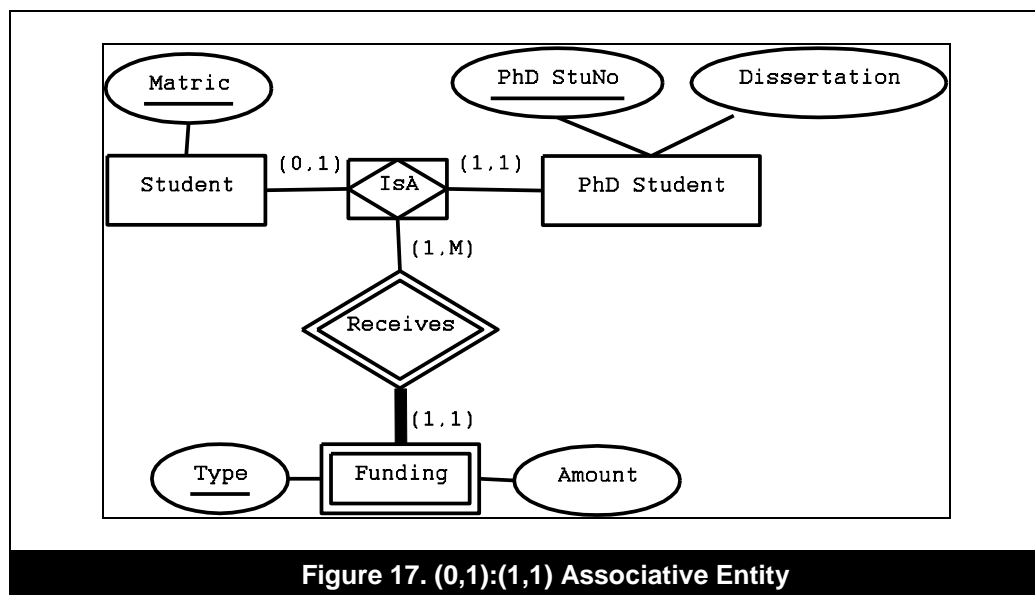 Matric
PhD StuNo
Dissertation
(0,1)
(1,1)
Student
IsA
PhD Student
(1,M)
Receives
(1,1)
Type
Funding
Amount
Figure 17. (0,1):(1,1) Associative Entity